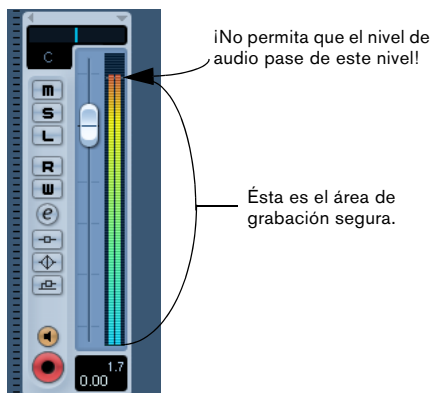 ¡No permita que el nivel de
audio pase de este nivel!
C
m
S
L
R
W
e
Ésta es el área de
grabación segura.
1.7
0.00